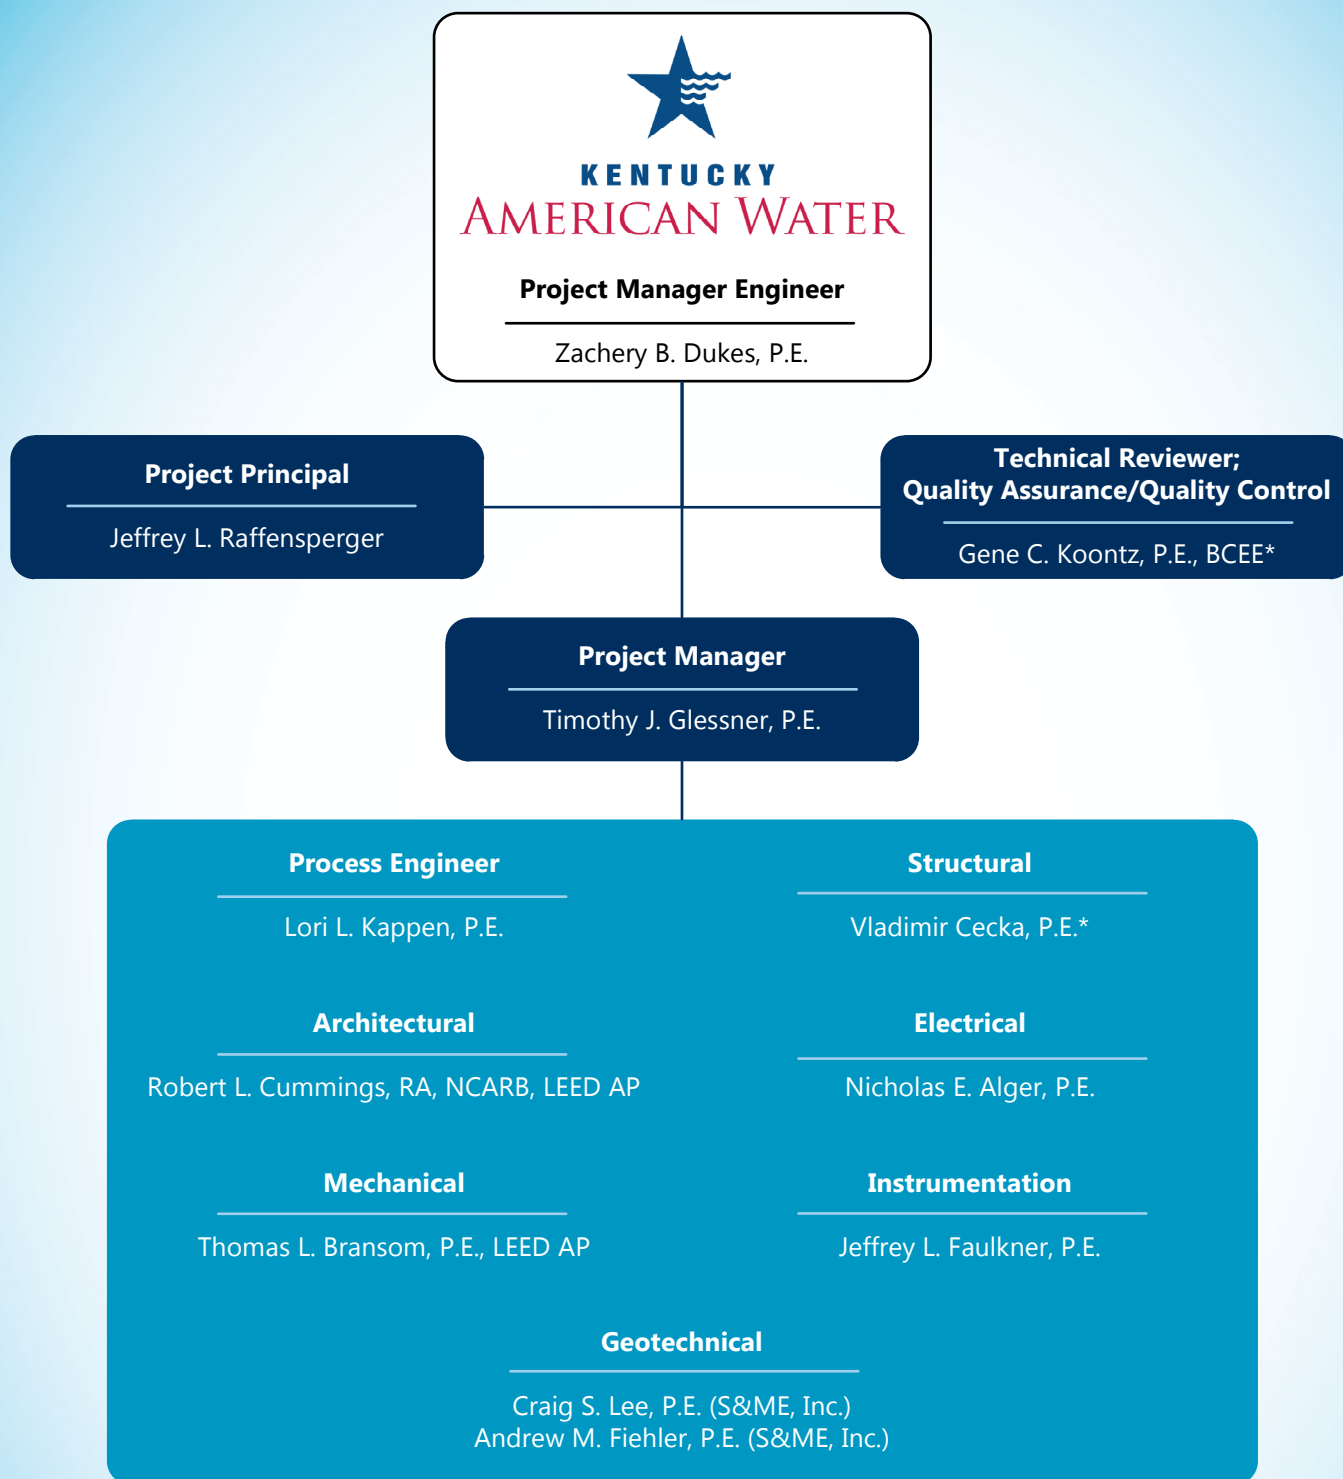 KENTUCKY
AMERICAN WATER
Project Manager Engineer
Zachery B. Dukes, P.E.
Project Principal
Jeffrey L. Raffensperger
Technical Reviewer;
Quality Assurance/Quality Control
Gene C. Koontz, P.E., BCEE*
Project Manager
Timothy J. Glessner, P.E.
Process Engineer
Lori L. Kappen, P.E.
Structural
Vladimir Cecka, P.E.*
Architectural
Robert L. Cummings, RA, NCARB, LEED AP
Electrical
Nicholas E. Alger, P.E.
Mechanical
Thomas L. Bransom, P.E., LEED AP
Instrumentation
Jeffrey L. Faulkner, P.E.
Geotechnical
Craig S. Lee, P.E. (S&ME, Inc.)
Andrew M. Fiehler, P.E. (S&ME, Inc.)